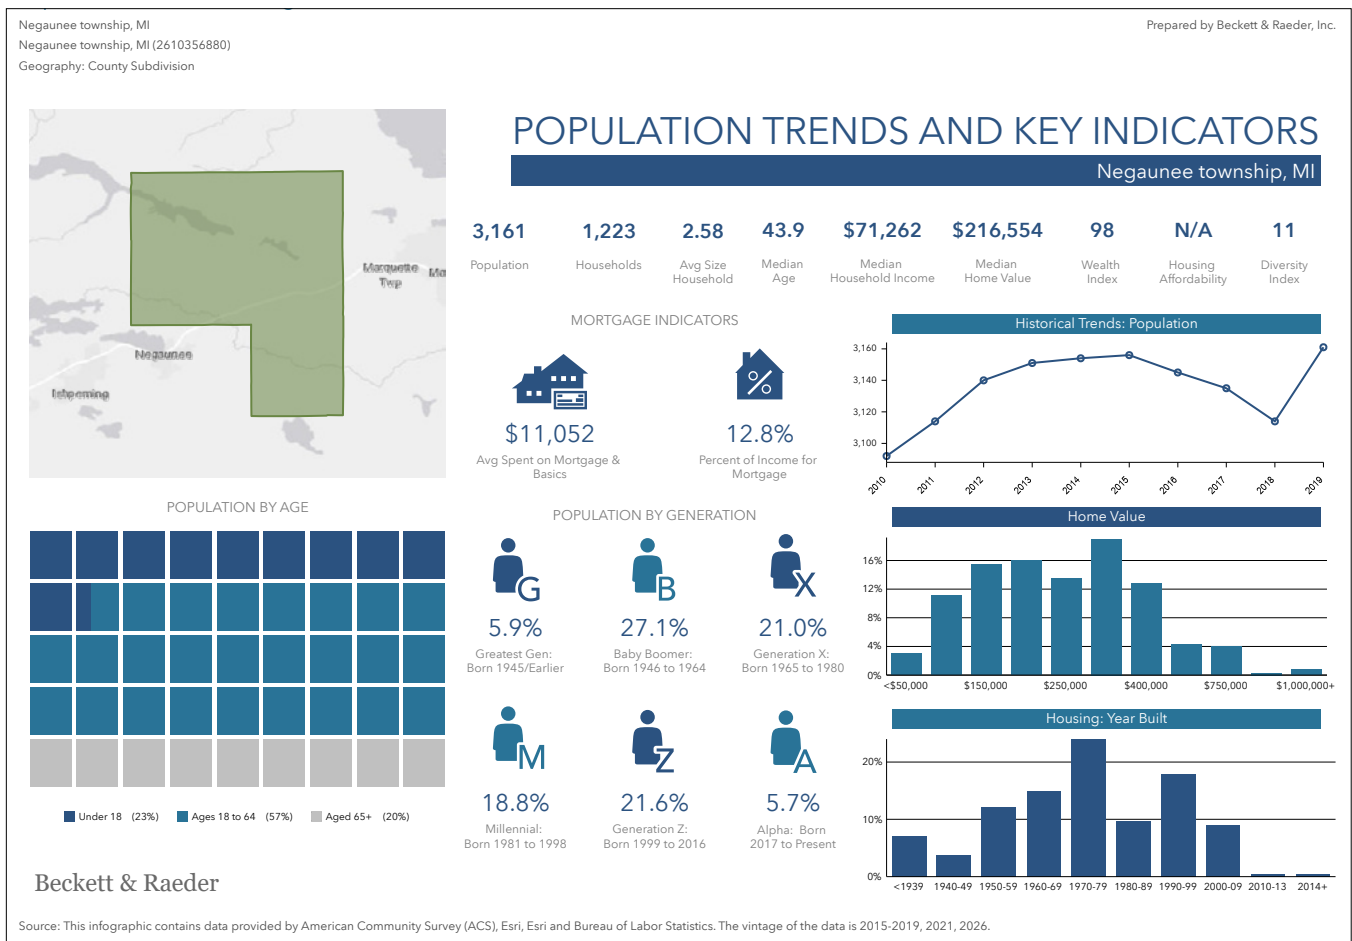 Negaunee township, MI
Prepared by Beckett & Raeder, Inc.
Negaunee township, MI (2610356880)
Geography: County Subdivision
POPULATION TRENDS AND KEY INDICATORS
Negaunee township, MI
Marquette
Twp
Negaunee
Ishpeming
3,161
Population
1,223
Households
2.58
Avg Size
Household
43.9
Median
Age
$71,262
Median
Household Income
$216,554
Median
Home Value
98
Wealth
Index
N/A
Housing
Affordability
11
Diversity
Index
MORTGAGE INDICATORS
%
$11,052
Avg Spent on Mortgage &
Basics
12.8%
Percent of Income for
Mortgage
Historical Trends: Population
3,160
3,140
3,120
3,100
2010
2011
2012
2013
2014
2015
2016
2017
2018
2019
POPULATION BY AGE
Under 18 (23%)
Ages 18 to 64 (57%)
Aged 65+ (20%)
POPULATION BY GENERATION
G
5.9%
Greatest Gen:
Born 1945/Earlier
B
27.1%
Baby Boomer:
Born 1946 to 1964
X
21.0%
Generation X:
Born 1965 to 1980
M
18.8%
Millennial:
Born 1981 to 1998
Z
21.6%
Generation Z:
Born 1999 to 2016
A
5.7%
Alpha: Born
2017 to Present
Home Value
16%
12%
8%
4%
0%
<$50,000
$150,000
$250,000
$400,000
$750,000
$1,000,000+
Housing: Year Built
20%
10%
0%
<1939
1940-49
1950-59
1960-69
1970-79
1980-89
1990-99
2000-09
2010-13
2014+
Beckett & Raeder
Source: This infographic contains data provided by American Community Survey (ACS), Esri, Esri and Bureau of Labor Statistics. The vintage of the data is 2015-2019, 2021, 2026.